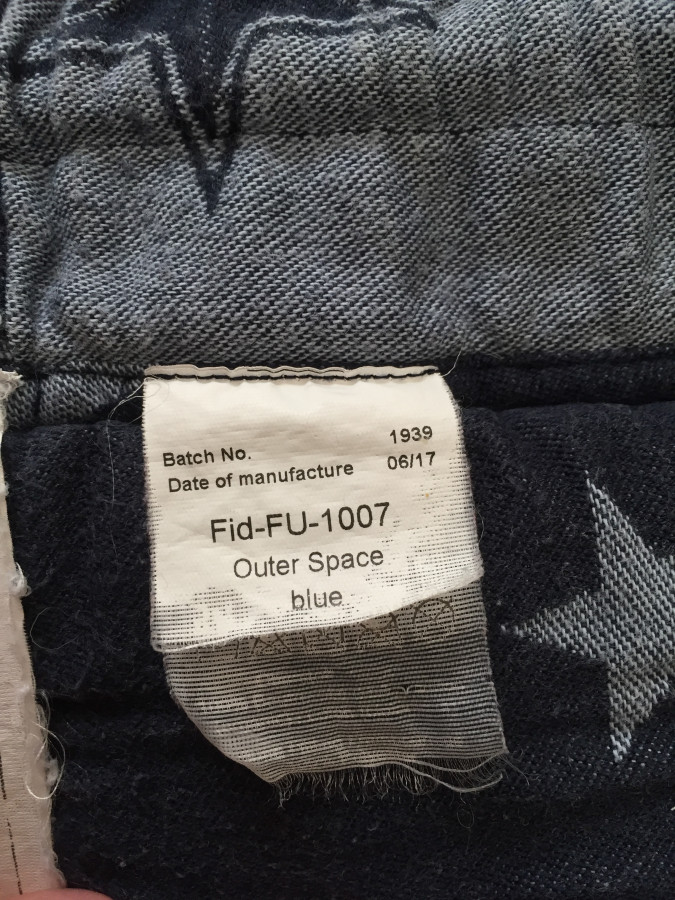 Batch No. 1939
Date of manufacture 06/17
Fid-FU-1007
Outer Space
blue